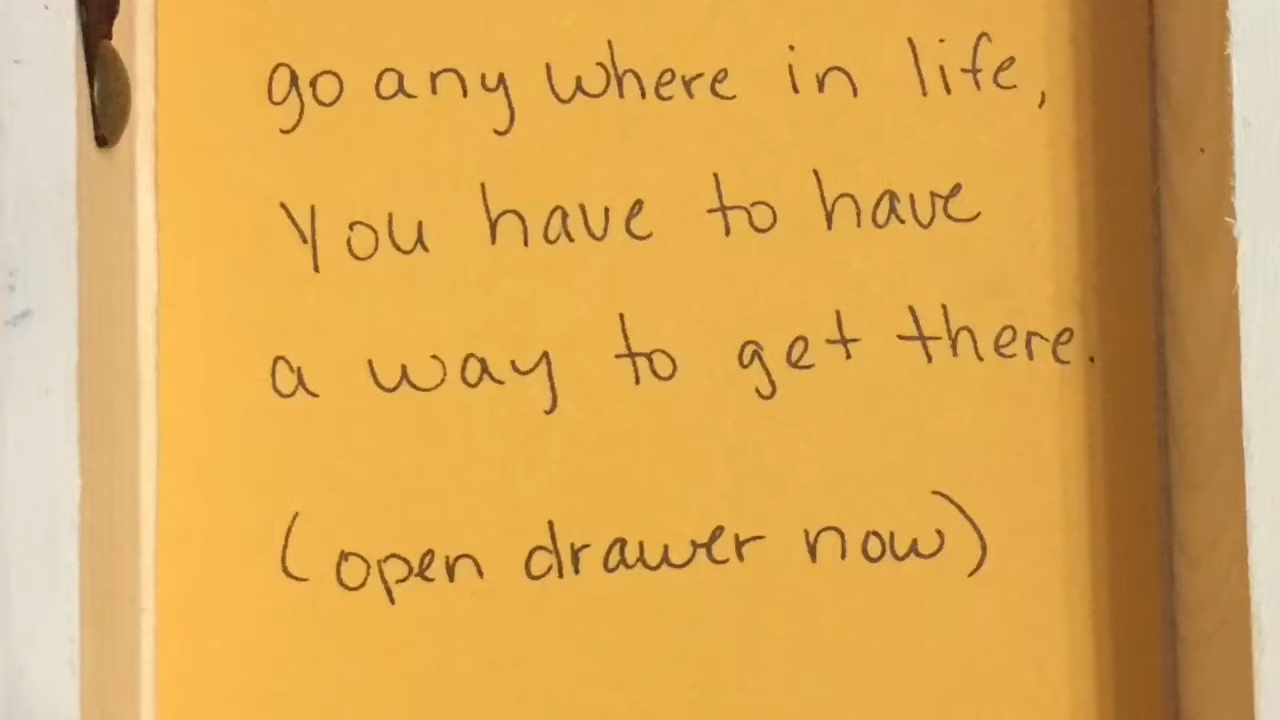 go any where in life,
You have to have
a way to get there.
(open drawer now)